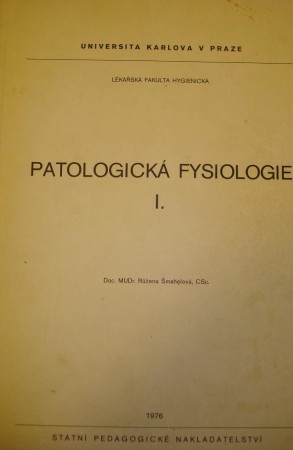 UNIVERSITA KARLOVA V PRAZE
LÉKAŘSKÁ FAKULTA HYGIENICKÁ
PATOLOGICKÁ FYSIOLOGIE
I.
Doc. MUDr. Růžena Šmahelová, CSc.
1976
STÁTNÍ PEDAGOGICKÉ NAKLADATELSTVÍ